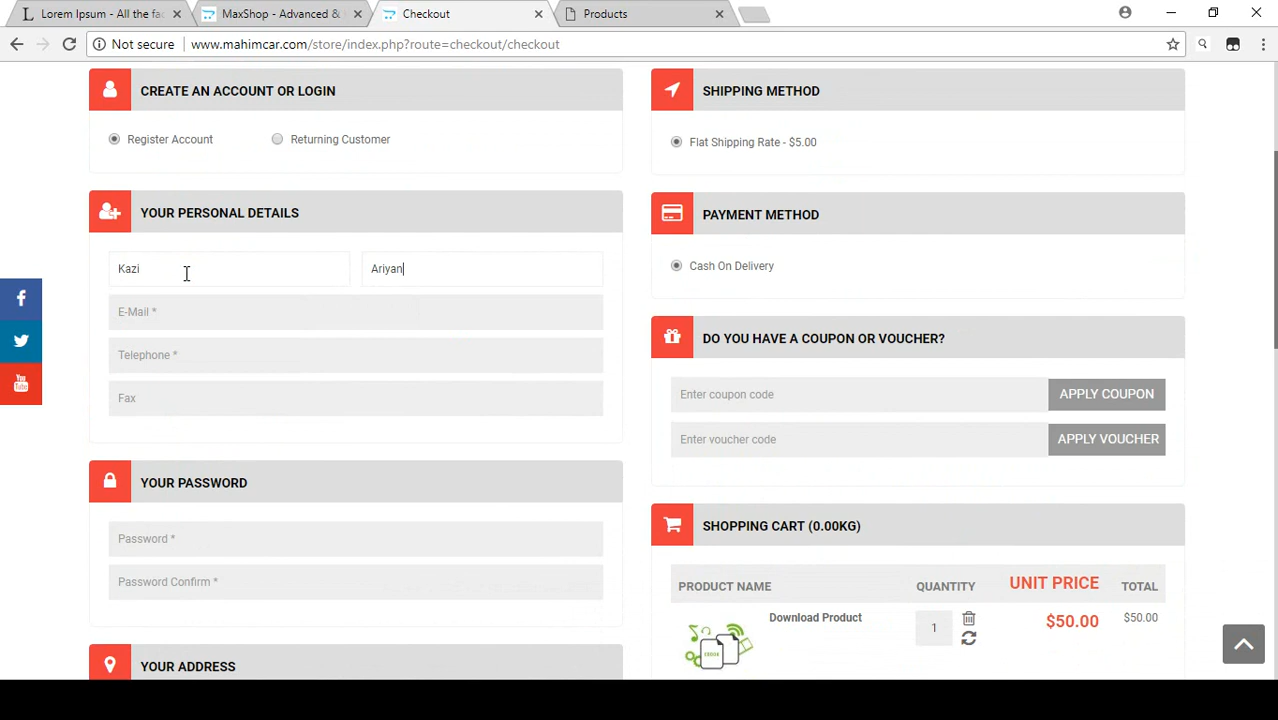 Lorem Ipsum - All the fac
MaxShop - Advanced &
Checkout
Products
Not secure
www.mahimcar.com/store/index.php?route=checkout/checkout
CREATE AN ACCOUNT OR LOGIN
Register Account
Returning Customer
YOUR PERSONAL DETAILS
Kazi
Ariyan
E-Mail *
Telephone *
Fax
YOUR PASSWORD
Password *
Password Confirm *
YOUR ADDRESS
SHIPPING METHOD
Flat Shipping Rate - $5.00
PAYMENT METHOD
Cash On Delivery
DO YOU HAVE A COUPON OR VOUCHER?
Enter coupon code
APPLY COUPON
Enter voucher code
APPLY VOUCHER
SHOPPING CART (0.00KG)
PRODUCT NAME QUANTITY UNIT PRICE TOTAL
Download Product 1 $50.00 $50.00